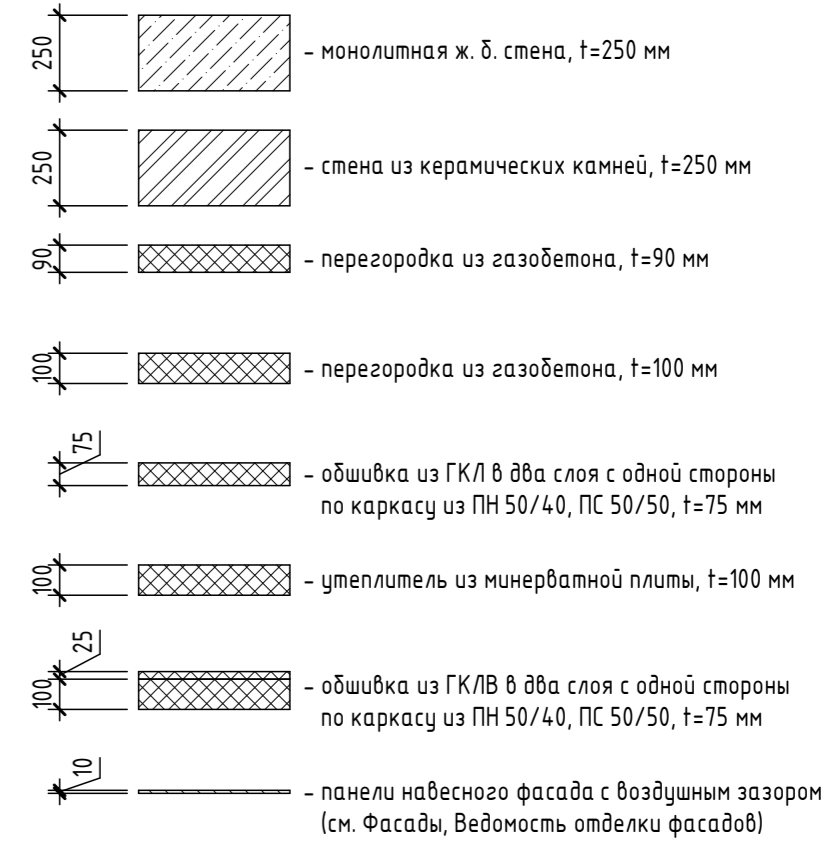 250
– монолитная ж. б. стена, t=250 мм
250
– стена из керамических камней, t=250 мм
90
– перегородка из газобетона, t=90 мм
100
– перегородка из газобетона, t=100 мм
75
– обшивка из ГКЛ в два слоя с одной стороны
по каркасу из ПН 50/40, ПС 50/50, t=75 мм
100
– утеплитель из минерватной плиты, t=100 мм
25
100
– обшивка из ГКЛВ в два слоя с одной стороны
по каркасу из ПН 50/40, ПС 50/50, t=75 мм
10
– панели навесного фасада с воздушным зазором
(см. Фасады, Ведомость отделки фасадов)